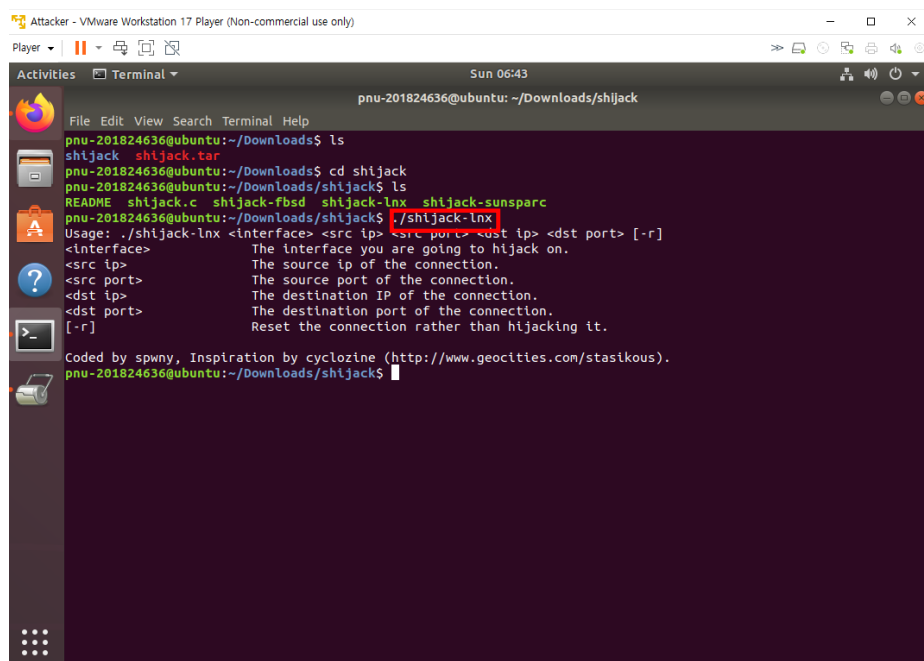 Attacker - VMware Workstation 17 Player (Non-commercial use only)
Player
Activities Terminal Sun 06:43
pnu-201824636@ubuntu: ~/Downloads/shijack
File Edit View Search Terminal Help
pnu-201824636@ubuntu:~/Downloads$ ls
shijack shijack.tar
pnu-201824636@ubuntu:~/Downloads$ cd shijack
pnu-201824636@ubuntu:~/Downloads/shijack$ ls
README shijack.c shijack-fbsd shijack-lnx shijack-sunsparc
pnu-201824636@ubuntu:~/Downloads/shijack$ ./shijack-lnx
Usage: ./shijack-lnx <interface> <src ip> <src port> <dst ip> <dst port> [-r]
<interface> The interface you are going to hijack on.
<src ip> The source ip of the connection.
<src port> The source port of the connection.
<dst ip> The destination IP of the connection.
<dst port> The destination port of the connection.
[-r] Reset the connection rather than hijacking it.
Coded by spwny, Inspiration by cyclozine (http://www.geocities.com/stasikous).
pnu-201824636@ubuntu:~/Downloads/shijack$